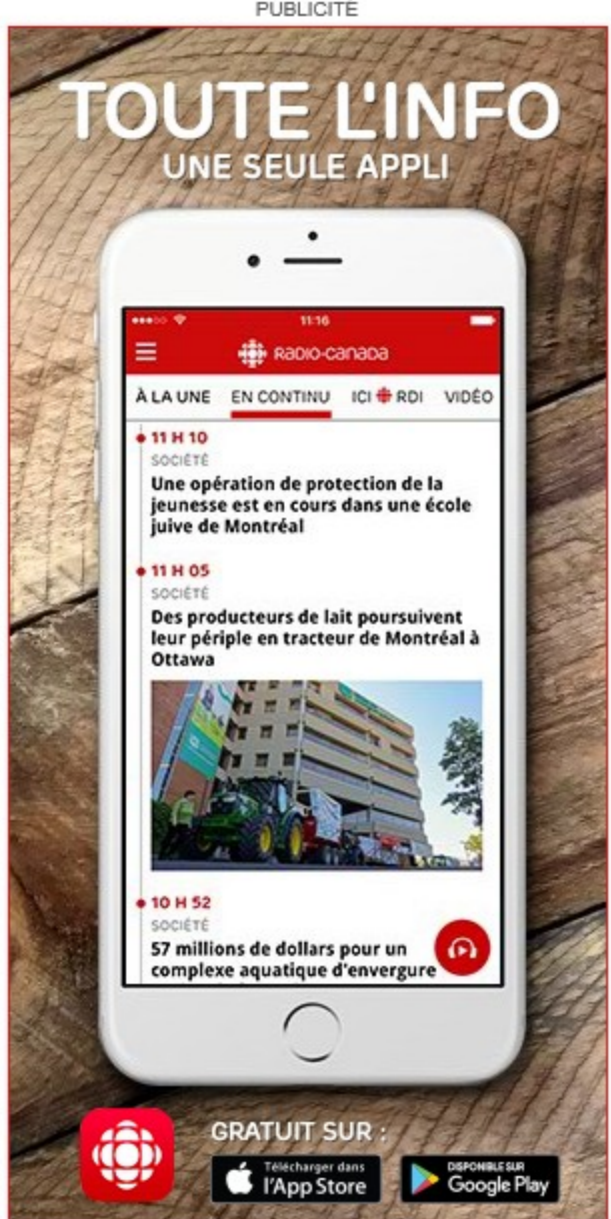 PUBLICITÉ
TOUTE L'INFO
UNE SEULE APPLI
11:16
RADIO-CANADA
À LA UNE EN CONTINU ICI RDI VIDÉO
11 H 10
SOCIÉTÉ
Une opération de protection de la
jeunesse est en cours dans une école
juive de Montréal
11 H 05
SOCIÉTÉ
Des producteurs de lait poursuivent
leur périple en tracteur de Montréal à
Ottawa
10 H 52
SOCIÉTÉ
57 millions de dollars pour un
complexe aquatique d'envergure
GRATUIT SUR :
Télécharger dans
l'App Store
DISPONIBLE SUR
Google Play